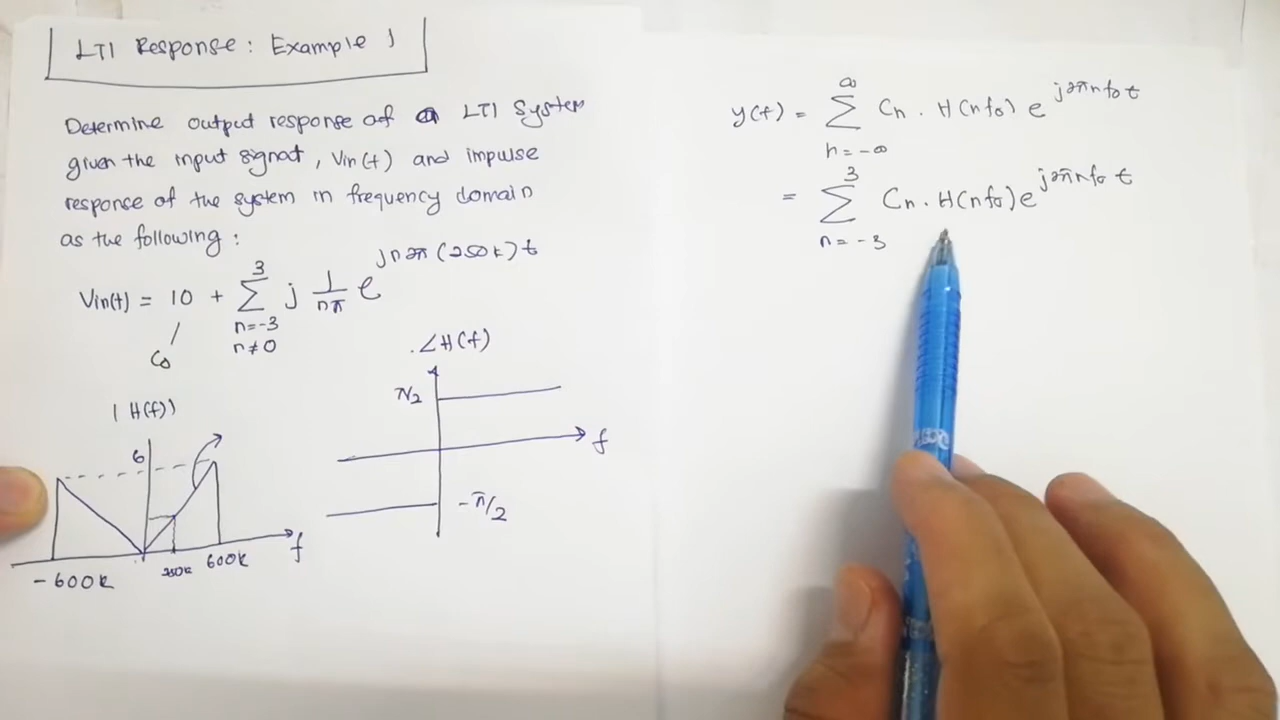 LTI Response: Example 1
Determine output response of a LTI System
given the input signal, Vin(t) and impulse
response of the system in frequency domain
as the following:
Vin(t) = 10 + 3 Σ n=-3 n≠0 j 1/nπ e jn2π(250k)t
C0
|H(f)|
6
-600k 250k 600k f
∠H(f)
π/2
f
-π/2
y(t) = ∞ Σ n=-∞ Cn . H(nf0) e j2πnf0t
= 3 Σ n=-3 Cn . H(nf0) e j2πnf0t